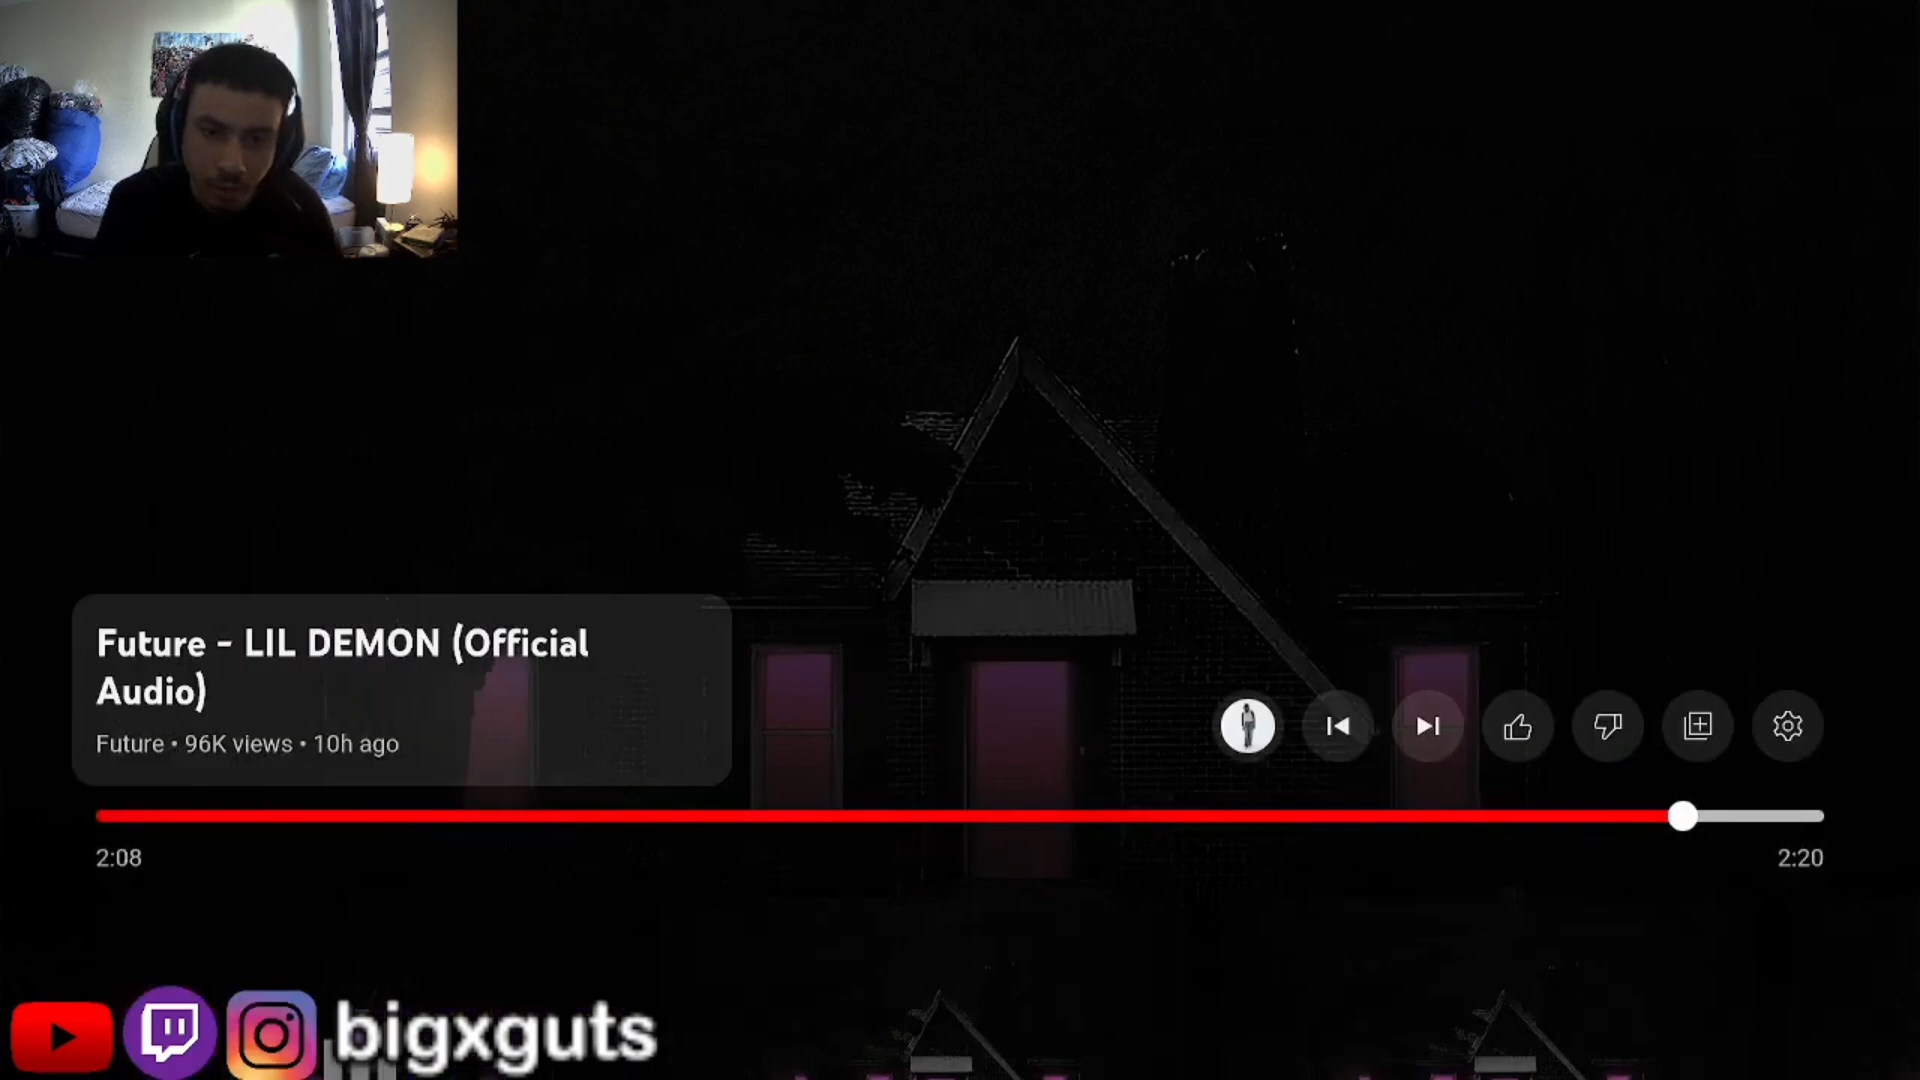 Future - LIL DEMON (Official
Audio)
Future • 96K views • 10h ago
2:08
2:20
bigxguts